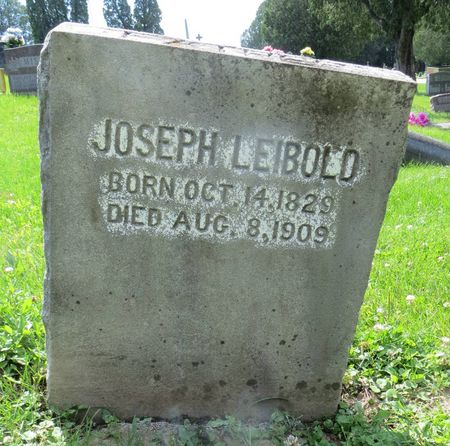 JOSEPH LEIBOLD
BORN OCT. 14, 1829
DIED AUG. 8, 1909